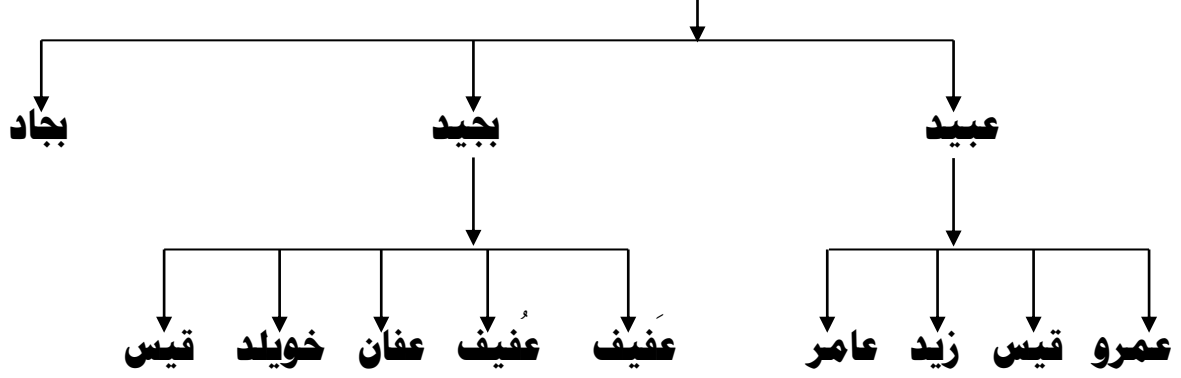 عبيد بجيد بجاد
عمرو قيس زيد عامر عَفيف عُفيف عفان خويلد قيس